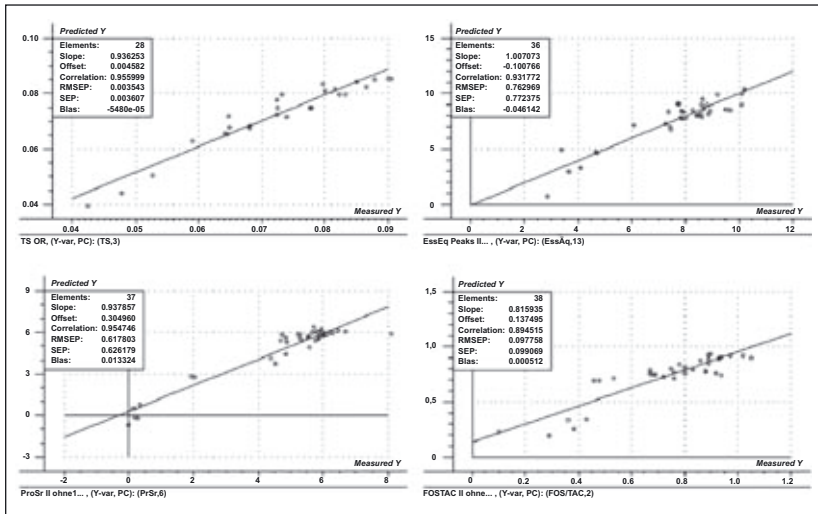 Predicted Y
Elements: 28
Slope: 0.936253
Offset: 0.004582
Correlation: 0.955999
RMSEP: 0.003543
SEP: 0.003607
Bias: -5480e-05
0.10
0.08
0.06
0.04
0.04 0.05 0.06 0.07 0.08 0.09
Measured Y
TS OR, (Y-var, PC): (TS,3)
Predicted Y
Elements: 36
Slope: 1.007073
Offset: -0.100766
Correlation: 0.931772
RMSEP: 0.762969
SEP: 0.772375
Bias: -0.046142
15
10
5
0
0 2 4 6 8 10 12
Measured Y
EssEq Peaks II... , (Y-var, PC): (EssÄq,13)
Predicted Y
Elements: 37
Slope: 0.937857
Offset: 0.304960
Correlation: 0.954746
RMSEP: 0.617803
SEP: 0.626179
Bias: 0.013324
9
6
3
0
-3
-2 0 2 4 6 8
Measured Y
ProSr II ohne1... , (Y-var, PC): (PrSr,6)
Predicted Y
Elements: 38
Slope: 0.815935
Offset: 0.137495
Correlation: 0.894515
RMSEP: 0.097758
SEP: 0.099069
Bias: 0.000512
1,5
1,0
0,5
0
0 0.2 0.4 0.6 0.8 1.0 1.2
Measured Y
FOSTAC II ohne... , (Y-var, PC): (FOS/TAC,2)